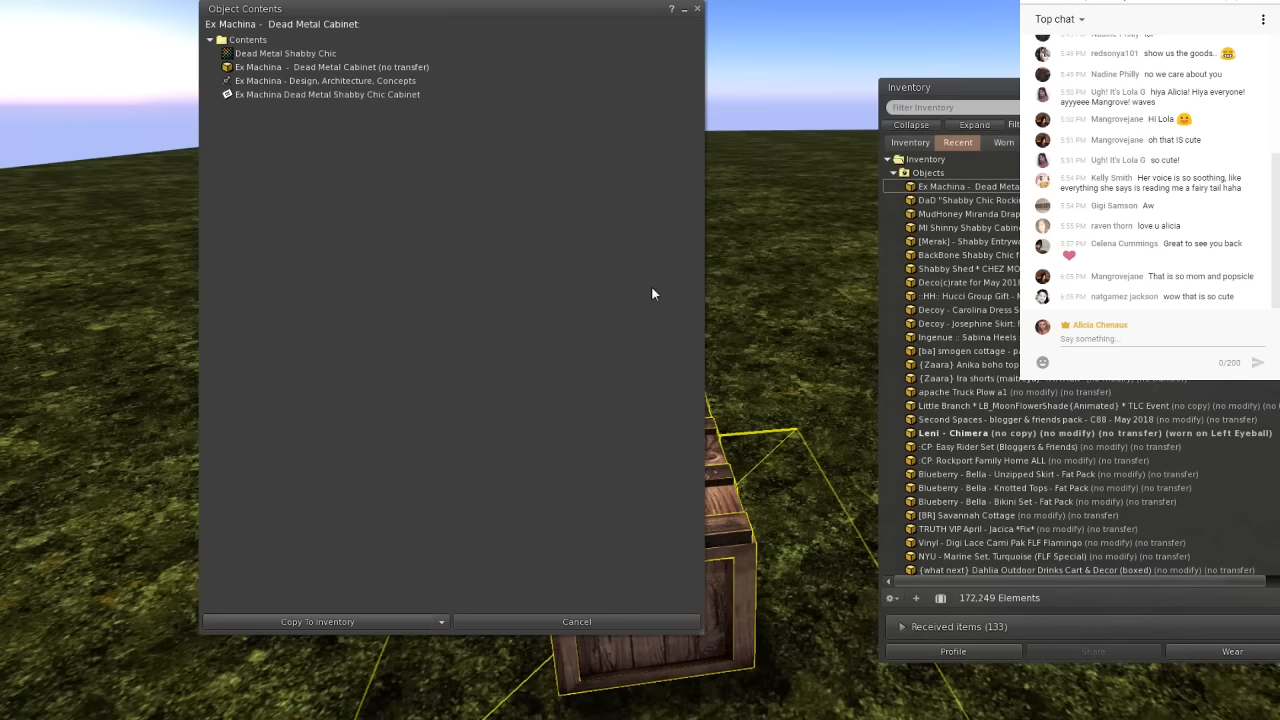 Object Contents
? _ ×
Ex Machina - Dead Metal Cabinet:
Contents
Dead Metal Shabby Chic
Ex Machina - Dead Metal Cabinet (no transfer)
Ex Machina - Design, Architecture, Concepts
Ex Machina Dead Metal Shabby Chic Cabinet
Copy To Inventory
Cancel
Inventory
Filter Inventory
Collapse
Expand
Inventory
Recent
Worn
Inventory
Objects
Ex Machina - Dead Meta
DaD "Shabby Chic Rocki
MudHoney Miranda Drap
MI Shinny Shabby Cabin
[Merak] - Shabby Entryw
BackBone Shabby Chic f
Shabby Shed * CHEZ MO
Deco(c)rate for May 2018
::HH:: Hucci Group Gift -
Decoy - Carolina Dress S
Decoy - Josephine Skirt:
Ingenue :: Sabina Heels
[ba] smogen cottage - pa
{Zaara} Anika boho top
{Zaara} Ira shorts
apache Truck Plow a1 (no modify) (no transfer)
Little Branch * LB_MoonFlowerShade{Animated} * TLC Event (no copy) (no modify) (no
Second Spaces - blogger & friends pack - C88 - May 2018 (no modify) (no transfer)
Leni - Chimera (no copy) (no modify) (no transfer) (worn on Left Eyeball)
:CP: Easy Rider Set (Bloggers & Friends) (no modify) (no transfer)
:CP: Rockport Family Home ALL (no modify) (no transfer)
Blueberry - Bella - Unzipped Skirt - Fat Pack (no modify) (no transfer)
Blueberry - Bella - Knotted Tops - Fat Pack (no modify) (no transfer)
Blueberry - Bella - Bikini Set - Fat Pack (no modify) (no transfer)
[BR] Savannah Cottage (no modify) (no transfer)
TRUTH VIP April - Jacica *Fix* (no modify) (no transfer)
Vinyl - Digi Lace Cami Pak FLF Flamingo (no modify) (no transfer)
NYU - Marine Set, Turquoise (FLF Special) (no modify) (no transfer)
{what next} Dahlia Outdoor Drinks Cart & Decor (boxed) (no modify) (no transfer)
172,249 Elements
Received items (133)
Profile
Share
Wear
Top chat
5:49 PM redsonya101 show us the goods..
5:49 PM Nadine Philly no we care about you
5:50 PM Ugh! It's Lola G hiya Alicia! Hiya everyone!
ayyyeee Mangrove! waves
5:50 PM Mangrovejane Hi Lola
5:51 PM Mangrovejane oh that IS cute
5:51 PM Ugh! It's Lola G so cute!
5:54 PM Kelly Smith Her voice is so soothing, like
everything she says is reading me a fairy tail haha
5:54 PM Gigi Samson Aw
5:55 PM raven thorn love u alicia
5:57 PM Celena Cummings Great to see you back
6:05 PM Mangrovejane That is so mom and popsicle
6:05 PM natgamez jackson wow that is so cute
Alicia Chenaux
Say something...
0/200